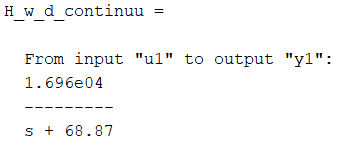 H_w_d_continuu =
From input "u1" to output "y1":
1.696e04
---------
s + 68.87